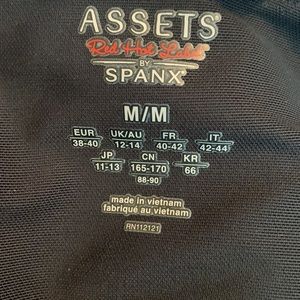 ASSETS®
Red Hot Label®
BY
SPANX®
M/M
EUR UK/AU FR IT
38-40 12-14 40-42 42-44
JP CN KR
11-13 165-170 66
88-90
made in vietnam
fabriqué au vietnam
RN112121